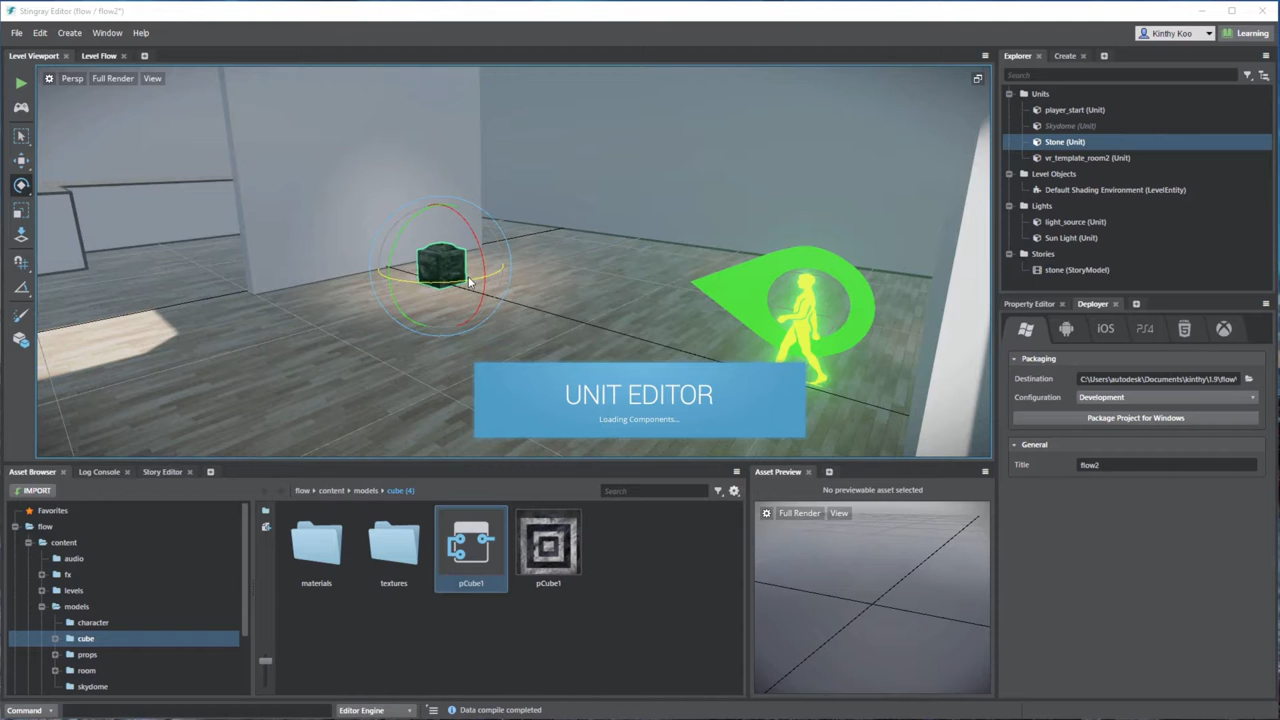 Stingray Editor (flow / flow2*)
File Edit Create Window Help
Kinthy Koo
Learning
Level Viewport
Level Flow
Persp
Full Render
View
UNIT EDITOR
Loading Components...
Explorer
Create
Search
Units
player_start (Unit)
Skydome (Unit)
Stone (Unit)
vr_template_room2 (Unit)
Level Objects
Default Shading Environment (LevelEntity)
Lights
light_source (Unit)
Sun Light (Unit)
Stories
stone (StoryModel)
Property Editor
Deployer
iOS
PS4
Packaging
Destination C:\Users\autodesk\Documents\kinthy\1.9\flow\
Configuration Development
Package Project for Windows
General
Title flow2
Asset Browser
Log Console
Story Editor
IMPORT
flow content models cube (4)
Search
Favorites
flow
content
audio
fx
levels
models
character
cube
props
room
skydome
materials
textures
pCube1
pCube1
Asset Preview
No previewable asset selected
Full Render
View
Command
Editor Engine
Data compile completed